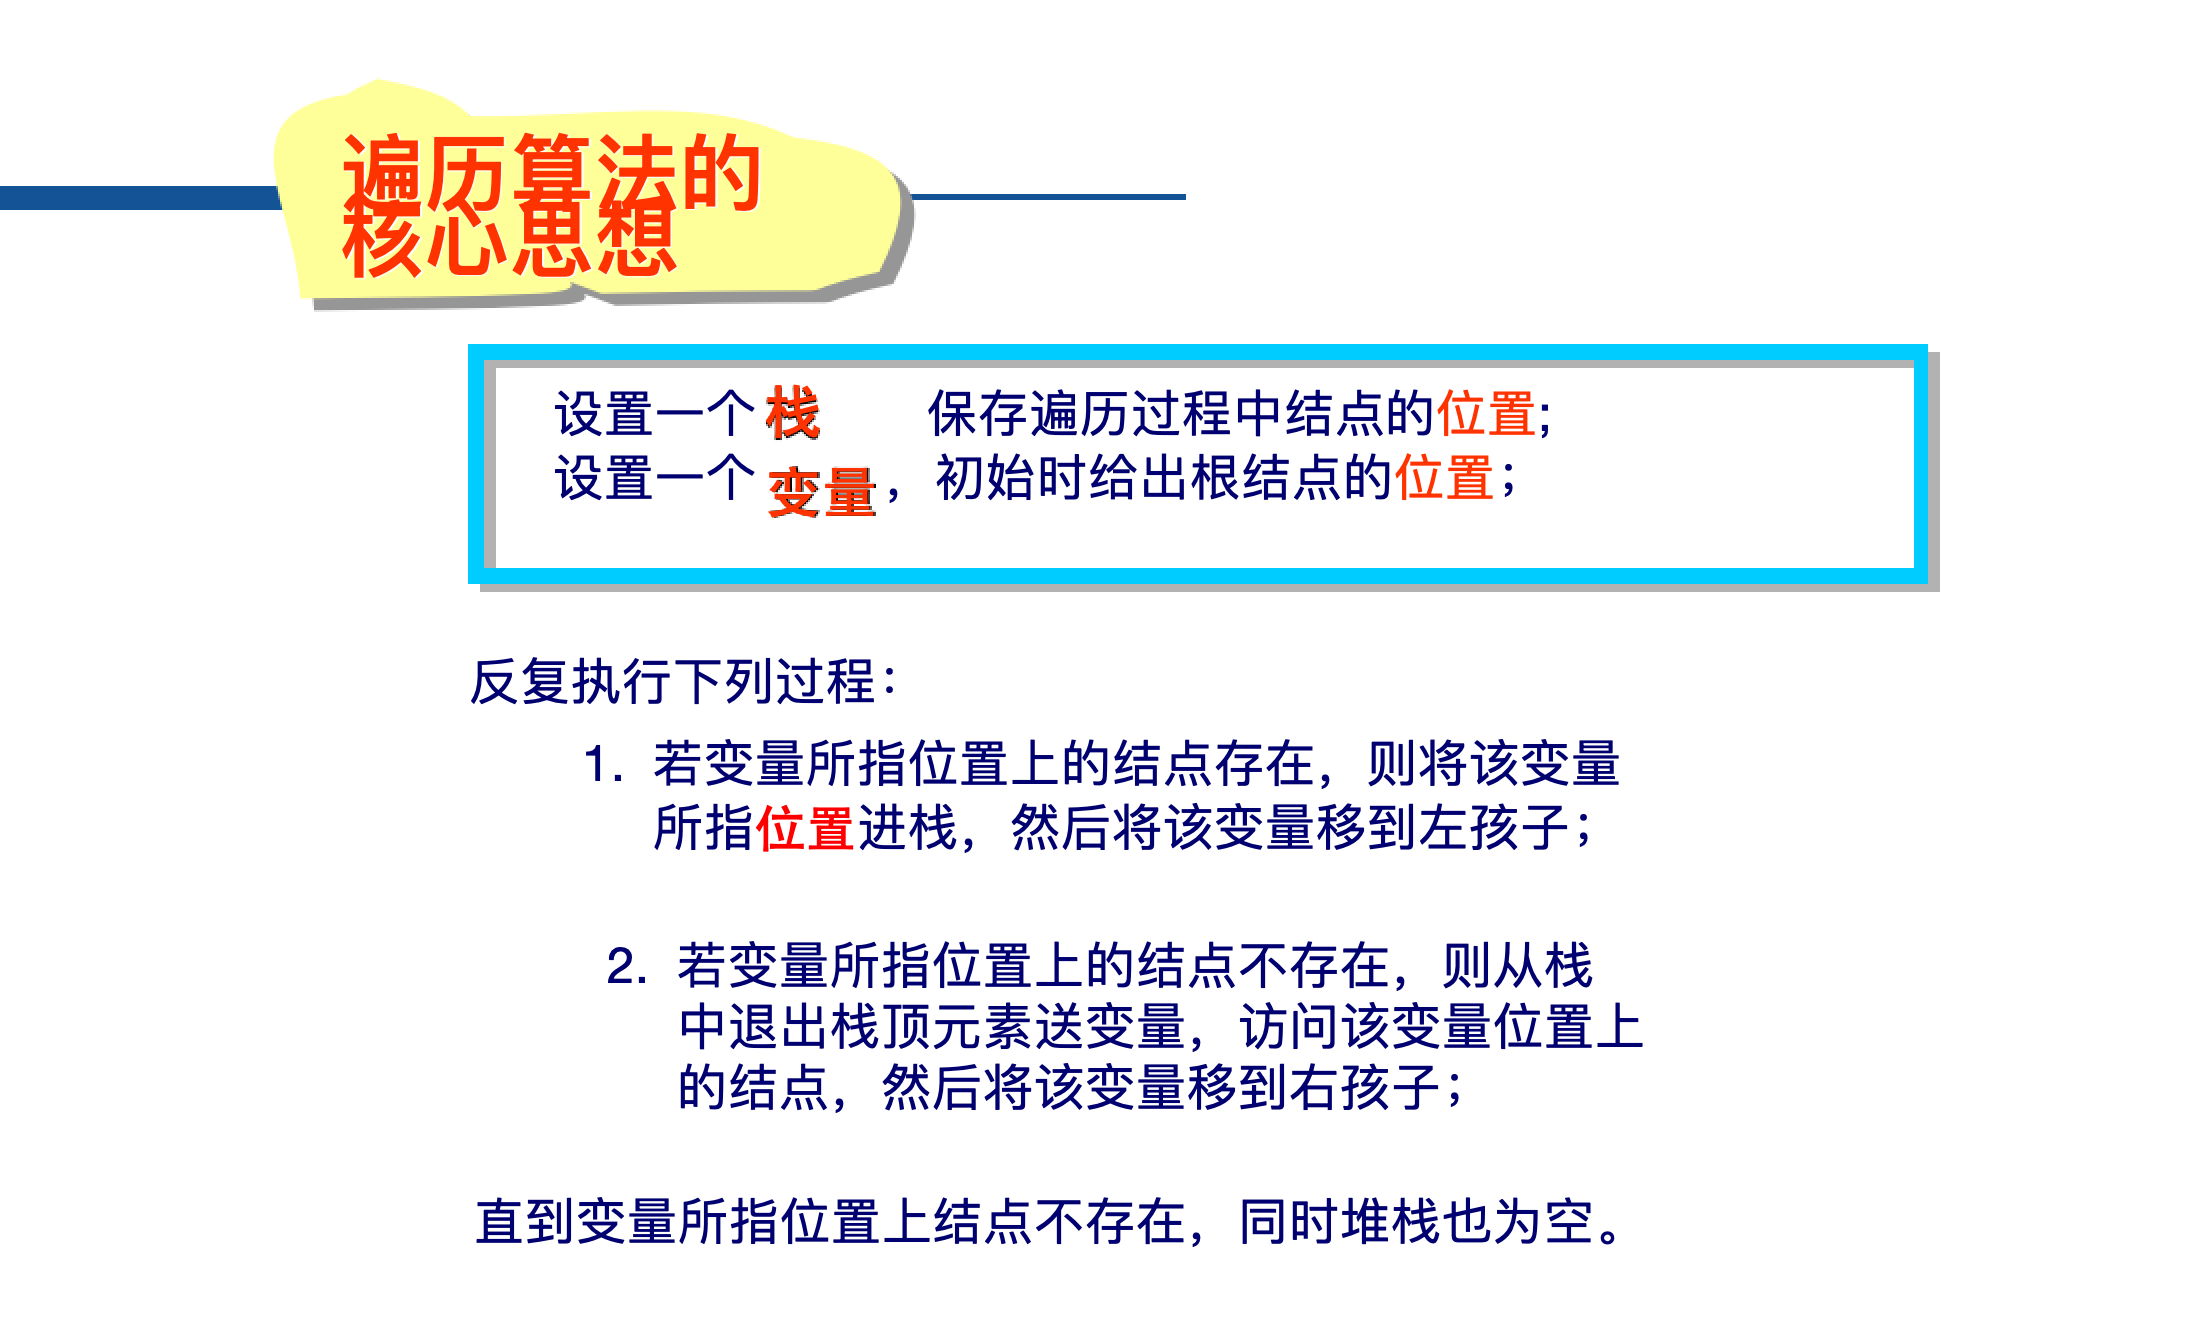 遍历算法的
核心思想
设置一个 栈 保存遍历过程中结点的位置;
设置一个 变量，初始时给出根结点的位置；
反复执行下列过程：
1. 若变量所指位置上的结点存在，则将该变量
所指位置进栈，然后将该变量移到左孩子；
2. 若变量所指位置上的结点不存在，则从栈
中退出栈顶元素送变量，访问该变量位置上
的结点，然后将该变量移到右孩子；
直到变量所指位置上结点不存在，同时堆栈也为空。